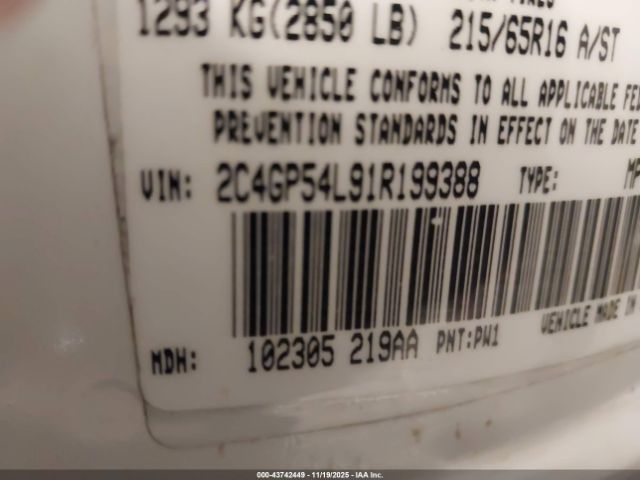 1293 KG(2850 LB) 215/65R16 A/ST
THIS VEHICLE CONFORMS TO ALL APPLICABLE FED
PREVENTION STANDARDS IN EFFECT ON THE DATE
VIN: 2C4GP54L91R199388 TYPE: MP
VEHICLE MADE IN
MDH: 102305 219AA PNT:PW1
000-43742449 | 11/19/2025 - IAA Inc.